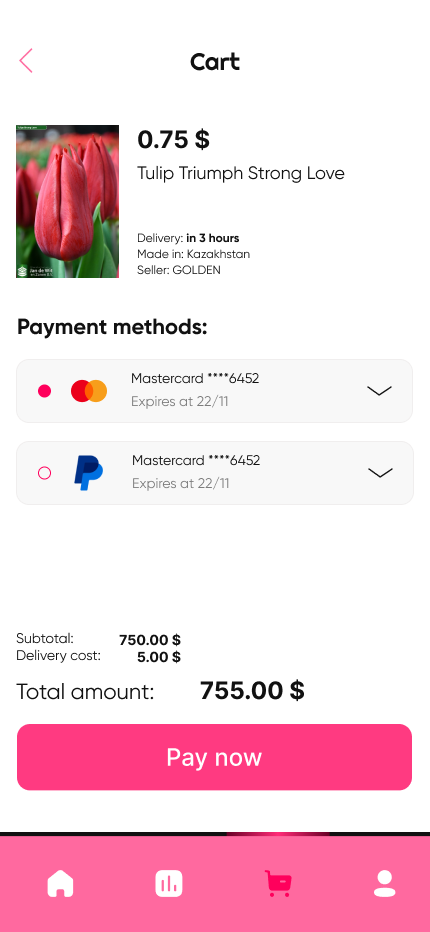 Cart
0.75 $
Tulip Triumph Strong Love
Delivery: in 3 hours
Made in: Kazakhstan
Seller: GOLDEN
Payment methods:
Mastercard ****6452
Expires at 22/11
Mastercard ****6452
Expires at 22/11
Subtotal: 750.00 $
Delivery cost: 5.00 $
Total amount: 755.00 $
Pay now